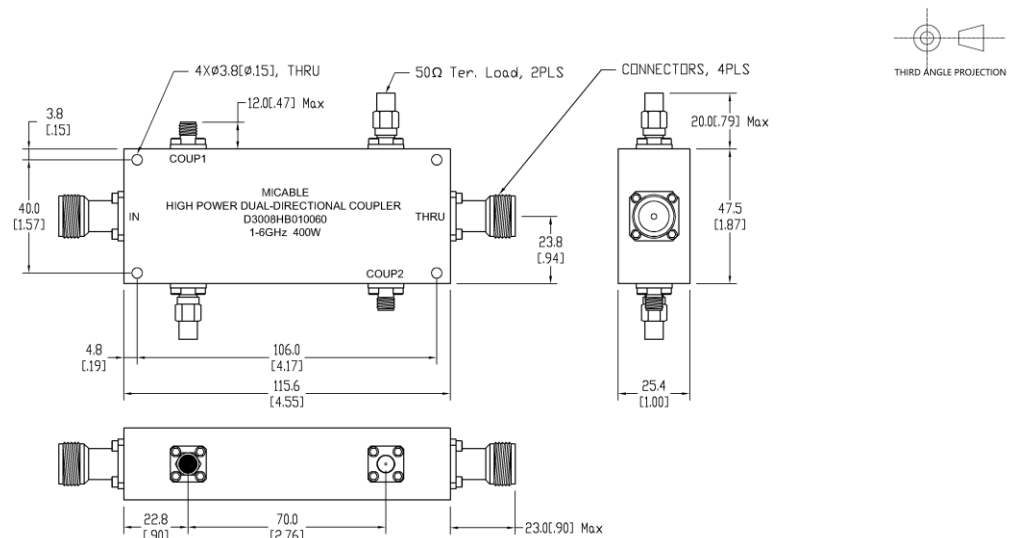 4XØ3.8[Ø.15], THRU
50Ω Ter. Load, 2PLS
CONNECTORS, 4PLS
THIRD ANGLE PROJECTION
12.0[.47] Max
20.0[.79] Max
3.8
[.15]
COUP1
MICABLE
HIGH POWER DUAL-DIRECTIONAL COUPLER
D3008HB010060
1-6GHz 400W
IN
THRU
40.0
[1.57]
23.8
[.94]
47.5
[1.87]
COUP2
4.8
[.19]
106.0
[4.17]
115.6
[4.55]
25.4
[1.00]
22.8
[.90]
70.0
[2.76]
23.0[.90] Max